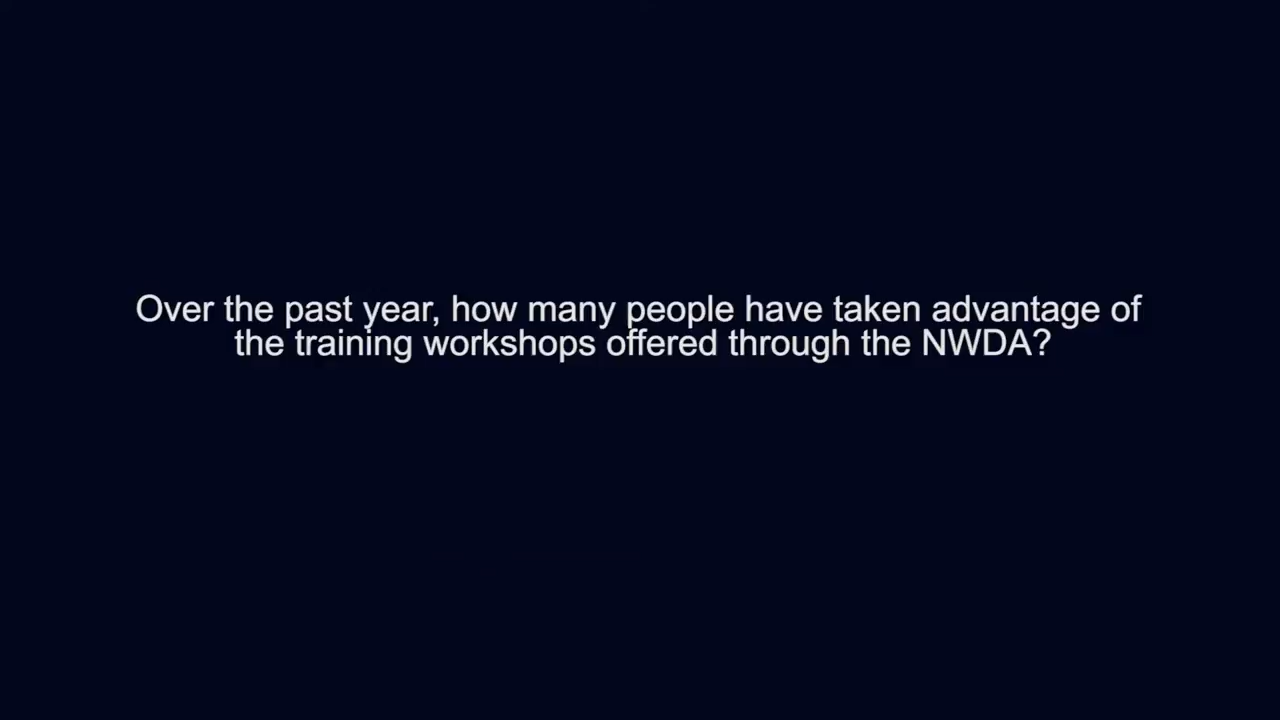 Over the past year, how many people have taken advantage of
the training workshops offered through the NWDA?